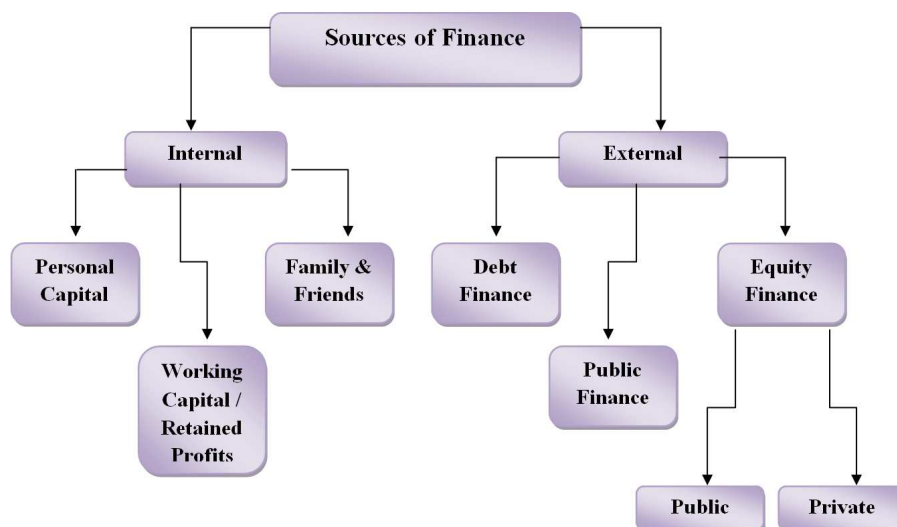 Sources of Finance
Internal
External
Personal
Capital
Family &
Friends
Debt
Finance
Equity
Finance
Working
Capital /
Retained
Profits
Public
Finance
Public
Private